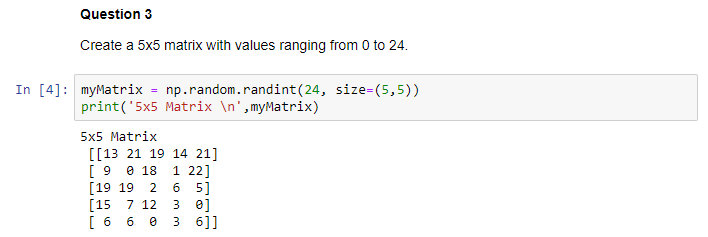 Question 3
Create a 5x5 matrix with values ranging from 0 to 24.
In [4]: myMatrix = np.random.randint(24, size=(5,5))
print('5x5 Matrix \n',myMatrix)
5x5 Matrix
[[13 21 19 14 21]
[ 9  0 18  1 22]
[19 19  2  6  5]
[15  7 12  3  0]
[ 6  6  0  3  6]]